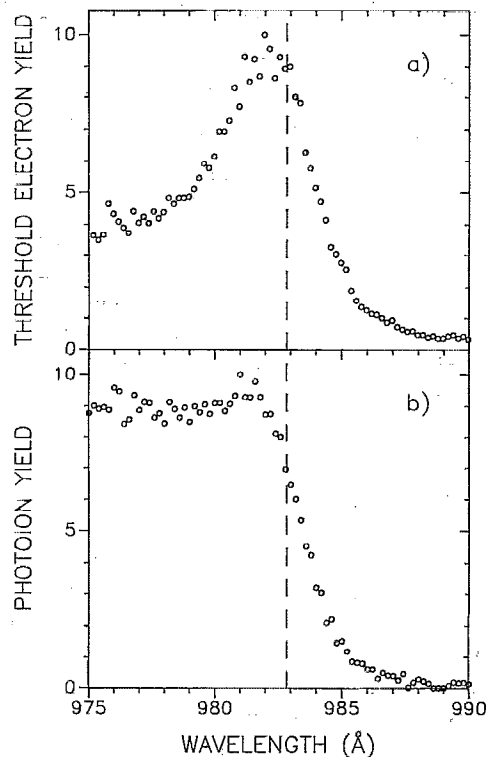 THRESHOLD ELECTRON YIELD
10
5
0
a)
PHOTOION YIELD
10
5
0
b)
975
980
985
990
WAVELENGTH (Å)